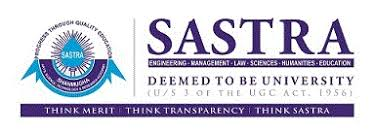 PROGRESS THROUGH QUALITY EDUCATION
SASTRA
SHANMUGHA
SASTRA
ENGINEERING · MANAGEMENT · LAW · SCIENCES · HUMANITIES · EDUCATION
DEEMED TO BE UNIVERSITY
(U/S 3 OF THE UGC ACT, 1956)
THINK MERIT | THINK TRANSPARENCY | THINK SASTRA